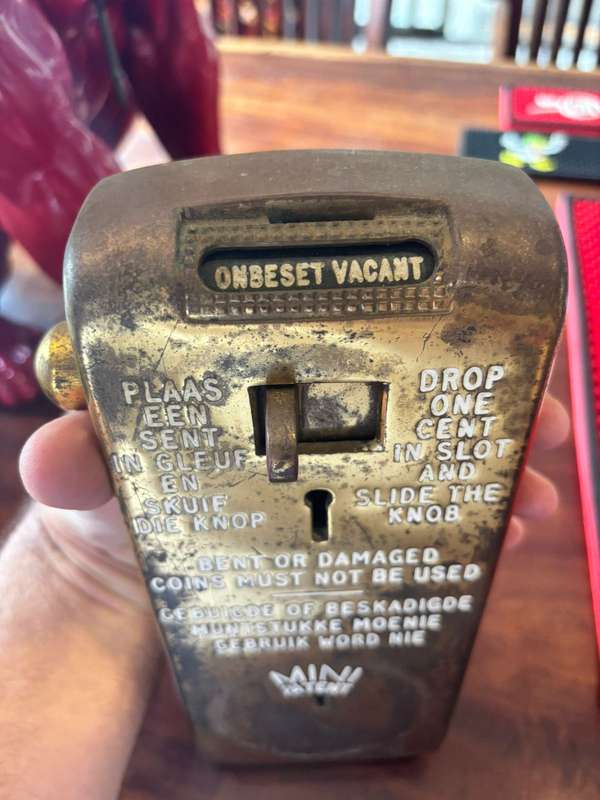 ONBESET VACANT
PLAAS
EEN
SENT
IN GLEUF
EN
SKUIF
DIE KNOP
DROP
ONE
CENT
IN SLOT
AND
SLIDE THE
KNOB
BENT OR DAMAGED
COINS MUST NOT BE USED
GEBUIGDE OF BESKADIGDE
MUNTSTUKKE MOENIE
GEBRUIK WORD NIE
MINI
PATENT